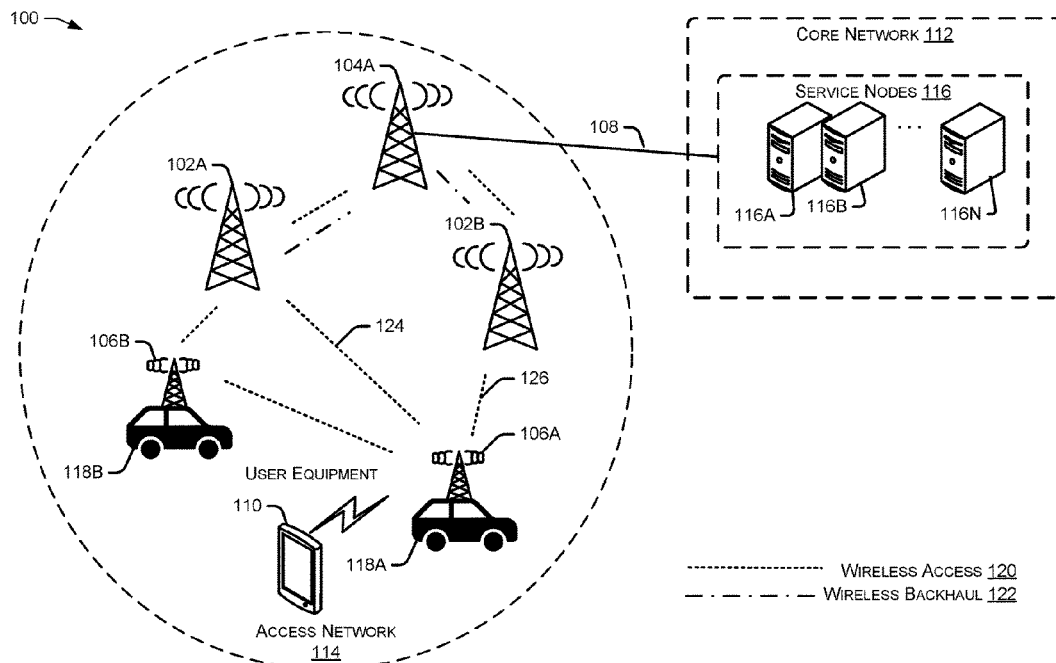 100
CORE NETWORK 112
104A
SERVICE NODES 116
108
102A
116A
116B
116N
102B
124
106B
126
106A
118B
USER EQUIPMENT
110
118A
WIRELESS ACCESS 120
WIRELESS BACKHAUL 122
ACCESS NETWORK
114